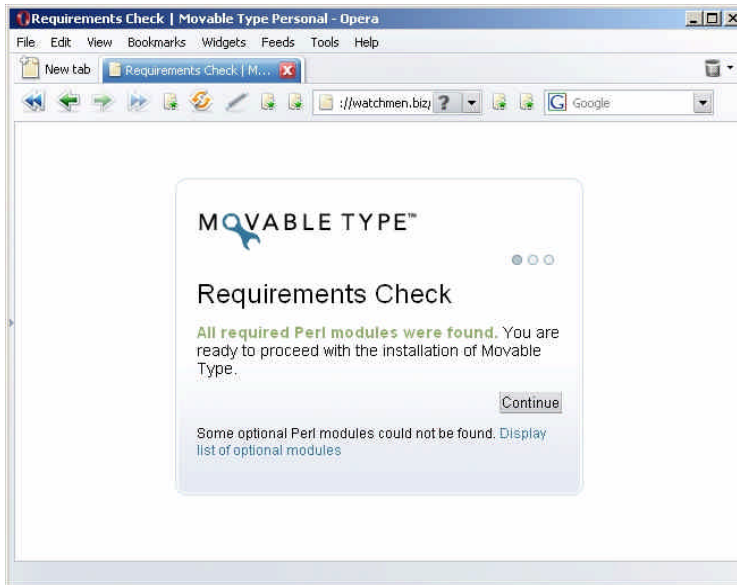 Requirements Check | Movable Type Personal - Opera
File Edit View Bookmarks Widgets Feeds Tools Help
New tab Requirements Check | M...
://watchmen.biz/ ? Google
MOVABLE TYPE™
Requirements Check
All required Perl modules were found. You are
ready to proceed with the installation of Movable
Type.
Continue
Some optional Perl modules could not be found. Display
list of optional modules